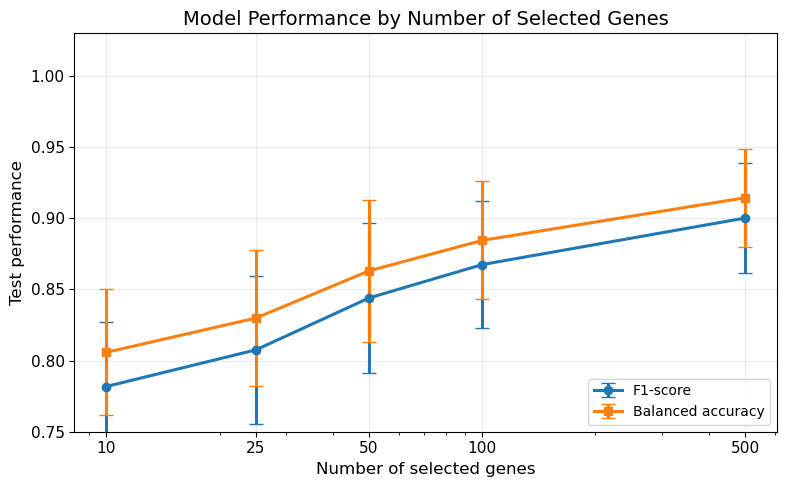 Model Performance by Number of Selected Genes
Test performance
1.00
0.95
0.90
0.85
0.80
0.75
10 25 50 100 500
Number of selected genes
F1-score
Balanced accuracy